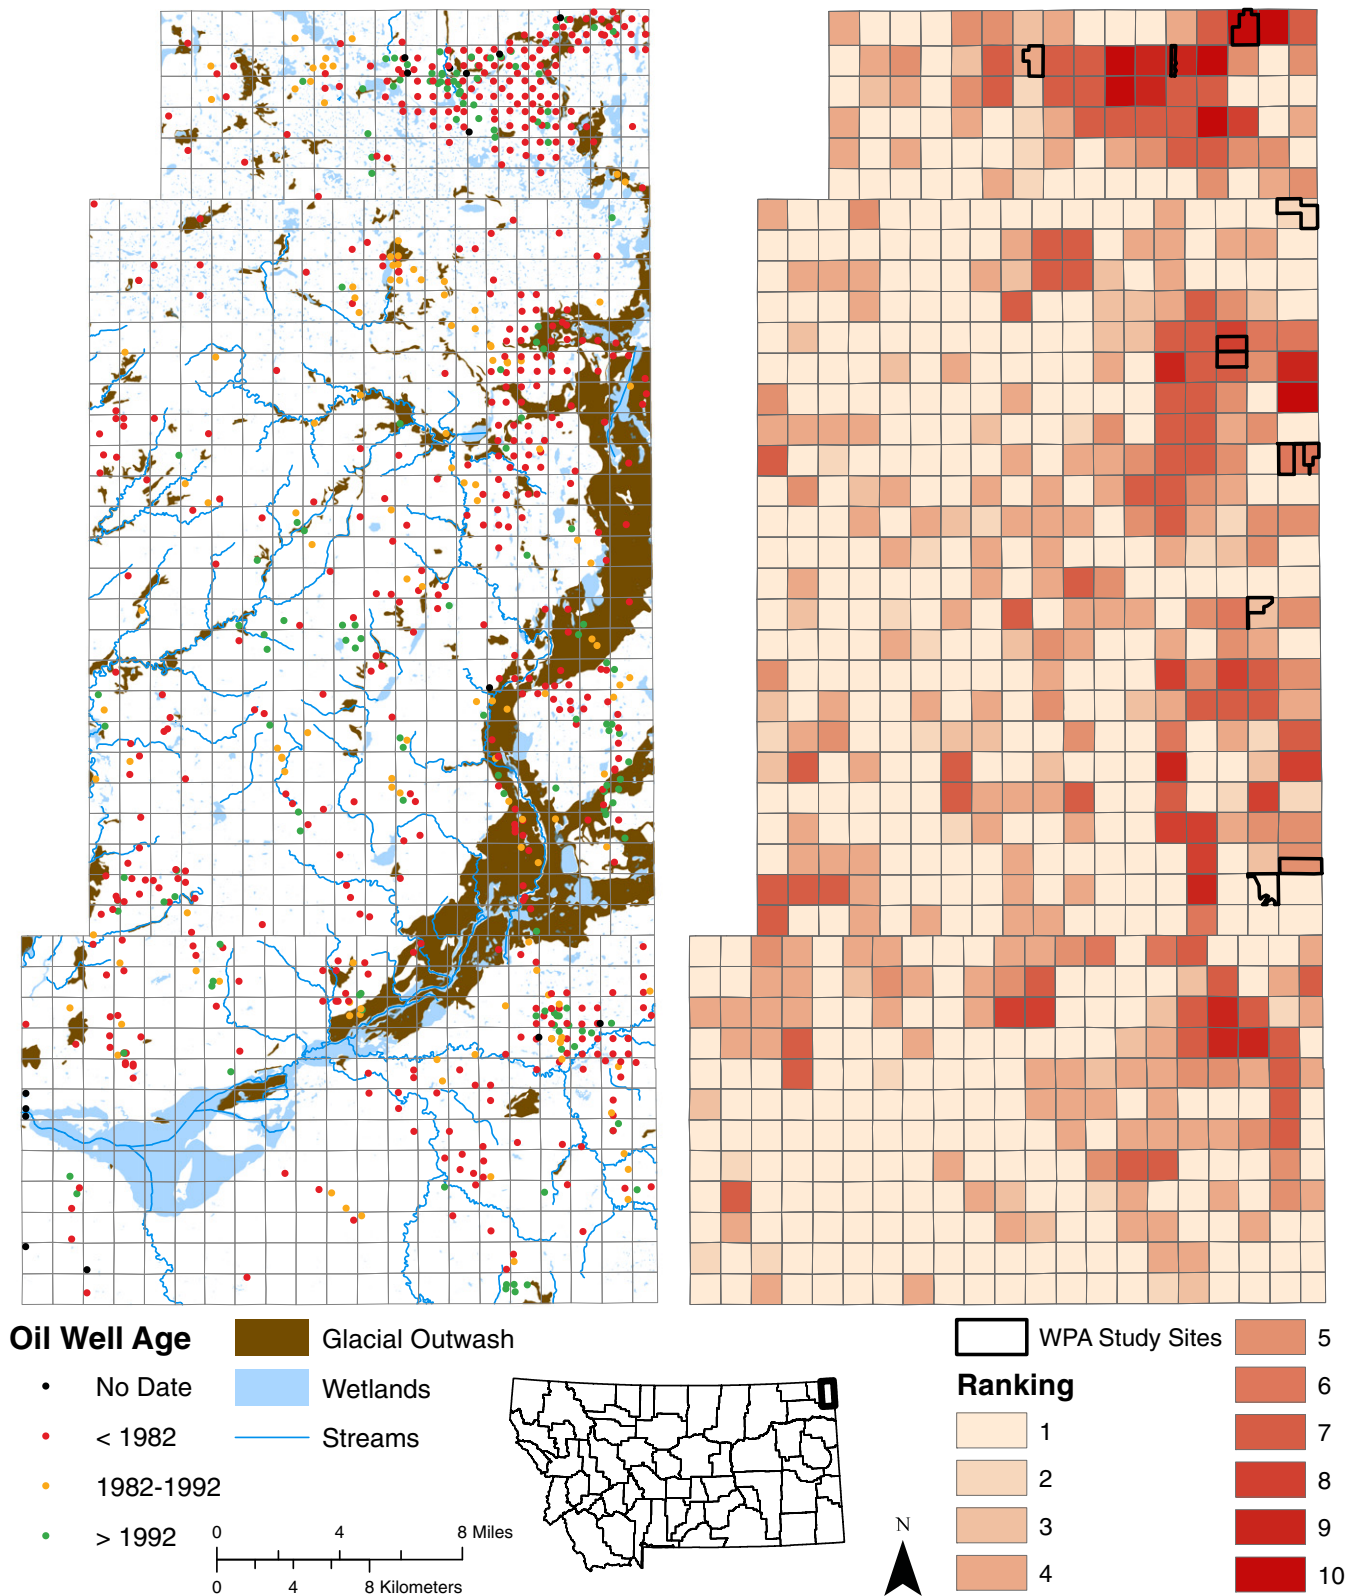 Oil Well Age
No Date
< 1982
1982-1992
> 1992
Glacial Outwash
Wetlands
Streams
0 4 8 Miles
0 4 8 Kilometers
N
WPA Study Sites
Ranking
1
2
3
4
5
6
7
8
9
10